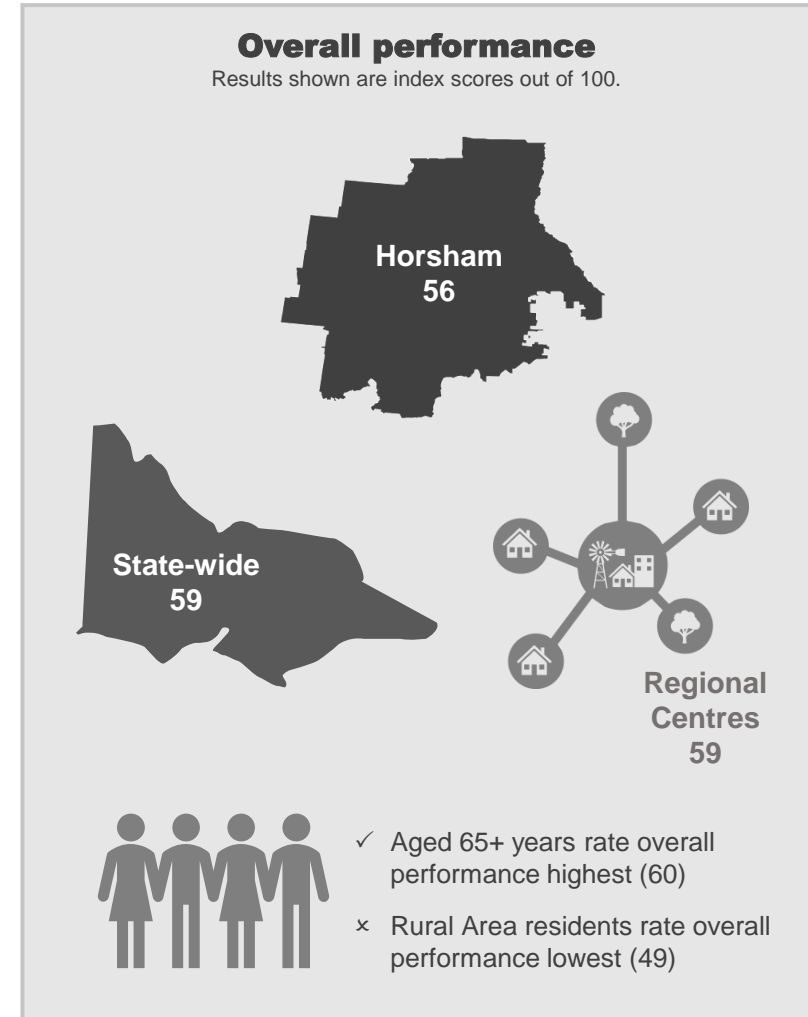 Overall performance
Results shown are index scores out of 100.
Horsham
56
State-wide
59
Regional
Centres
59
✓ Aged 65+ years rate overall
performance highest (60)
× Rural Area residents rate overall
performance lowest (49)